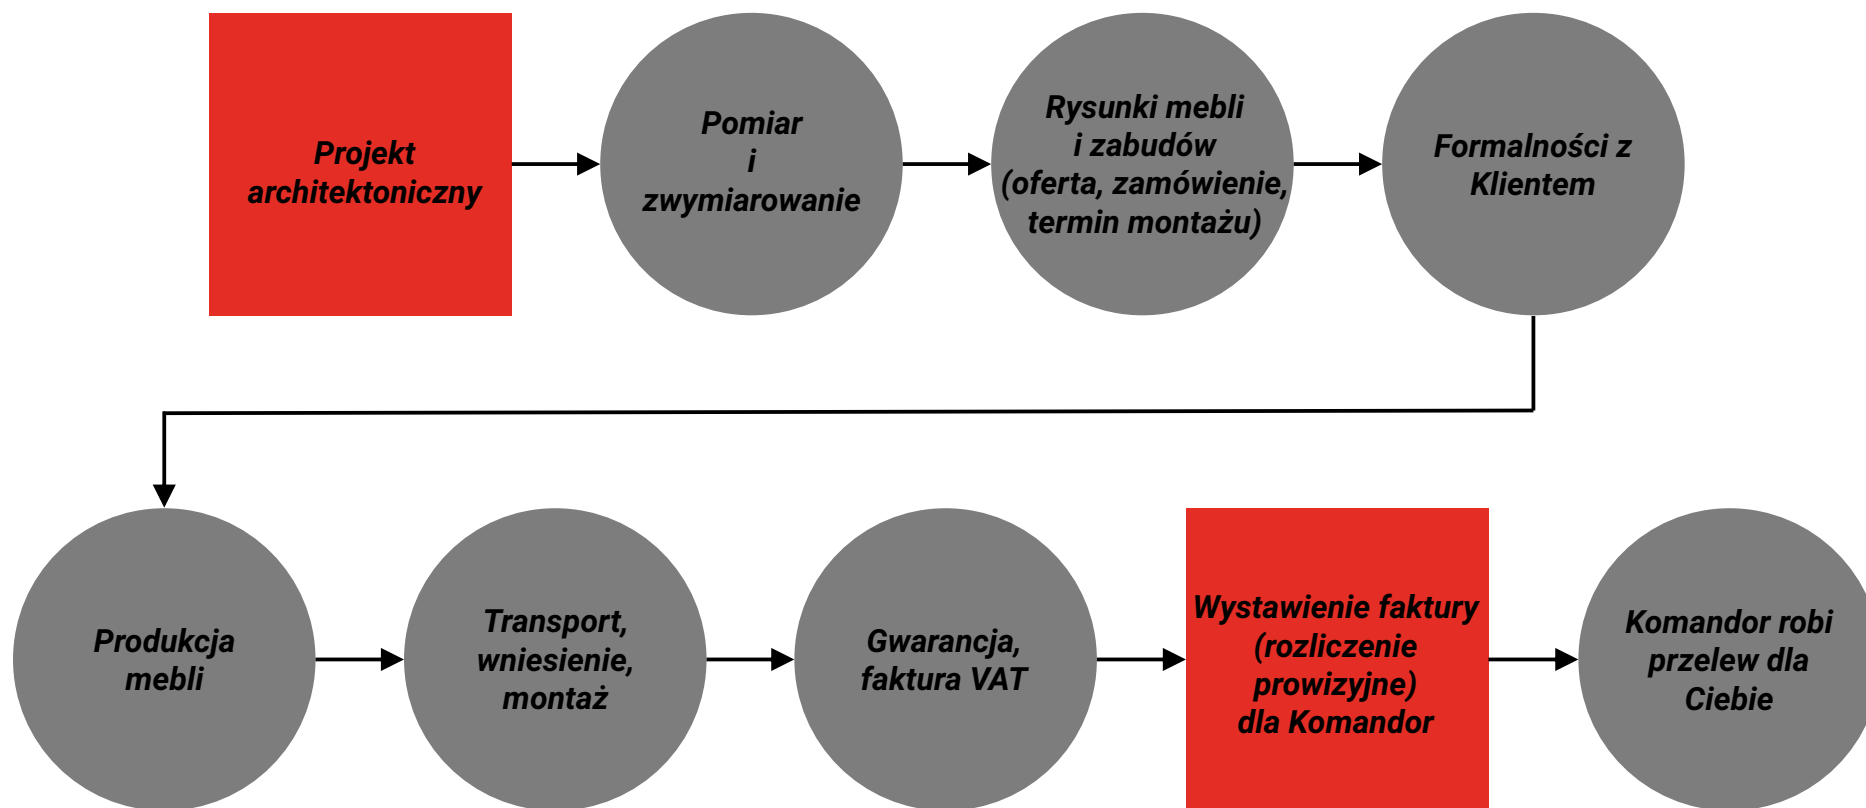 Projekt
architektoniczny
Pomiar
i
zwymiarowanie
Rysunki mebli
i zabudów
(oferta, zamówienie,
termin montażu)
Formalności z
Klientem
Produkcja
mebli
Transport,
wniesienie,
montaż
Gwarancja,
faktura VAT
Wystawienie faktury
(rozliczenie
prowizyjne)
dla Komandor
Komandor robi
przelew dla
Ciebie